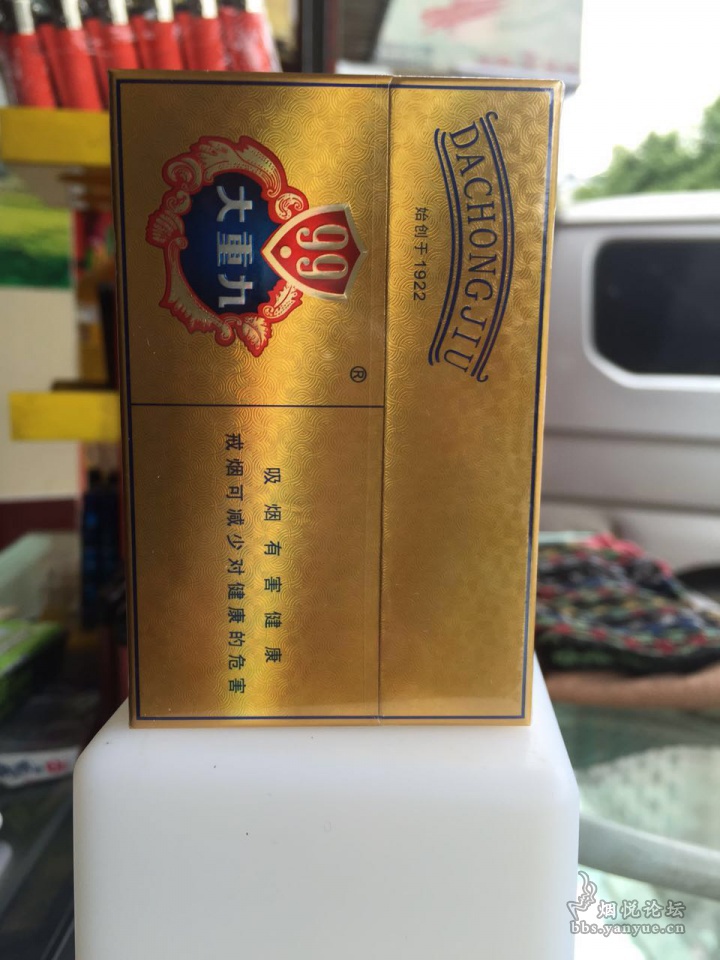 DACHONGJIU
始创于1922
99
大重九
®
吸烟有害健康
戒烟可减少对健康的危害
烟悦论坛
bbs.yanyue.cn